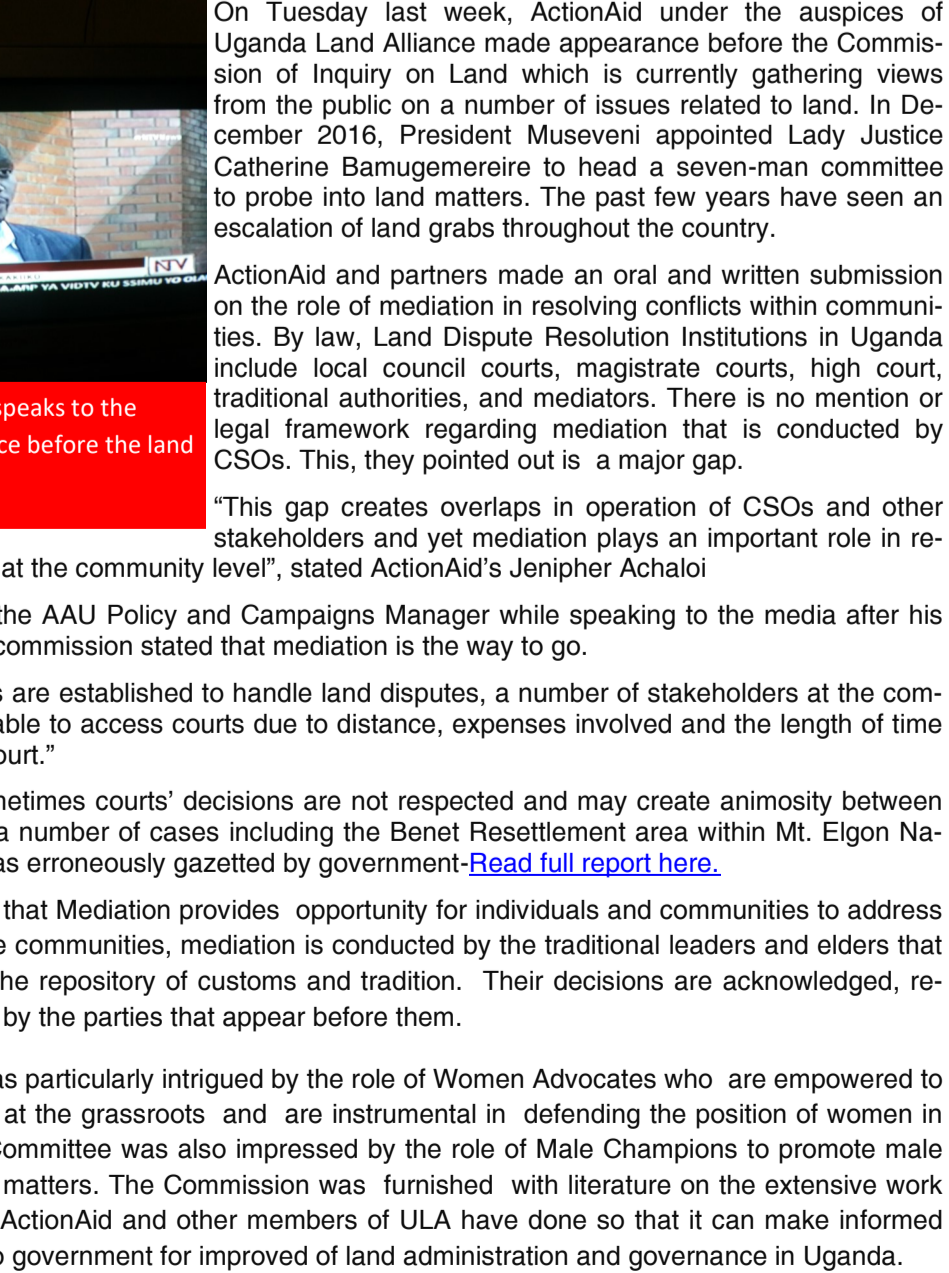 On Tuesday last week, ActionAid under the auspices of
Uganda Land Alliance made appearance before the Commis-
sion of Inquiry on Land which is currently gathering views
from the public on a number of issues related to land. In De-
cember 2016, President Museveni appointed Lady Justice
Catherine Bamugemereire to head a seven-man committee
to probe into land matters. The past few years have seen an
escalation of land grabs throughout the country.
NTV
YA VIDTV KU SSIMU YO
speaks to the
ce before the land
ActionAid and partners made an oral and written submission
on the role of mediation in resolving conflicts within communi-
ties. By law, Land Dispute Resolution Institutions in Uganda
include local council courts, magistrate courts, high court,
traditional authorities, and mediators. There is no mention or
legal framework regarding mediation that is conducted by
CSOs. This, they pointed out is a major gap.
“This gap creates overlaps in operation of CSOs and other
stakeholders and yet mediation plays an important role in re-
at the community level”, stated ActionAid’s Jenipher Achaloi
the AAU Policy and Campaigns Manager while speaking to the media after his
commission stated that mediation is the way to go.
s are established to handle land disputes, a number of stakeholders at the com-
able to access courts due to distance, expenses involved and the length of time
ourt.”
metimes courts’ decisions are not respected and may create animosity between
a number of cases including the Benet Resettlement area within Mt. Elgon Na-
as erroneously gazetted by government-Read full report here.
that Mediation provides opportunity for individuals and communities to address
e communities, mediation is conducted by the traditional leaders and elders that
he repository of customs and tradition. Their decisions are acknowledged, re-
by the parties that appear before them.
as particularly intrigued by the role of Women Advocates who are empowered to
at the grassroots and are instrumental in defending the position of women in
Committee was also impressed by the role of Male Champions to promote male
matters. The Commission was furnished with literature on the extensive work
ActionAid and other members of ULA have done so that it can make informed
o government for improved of land administration and governance in Uganda.